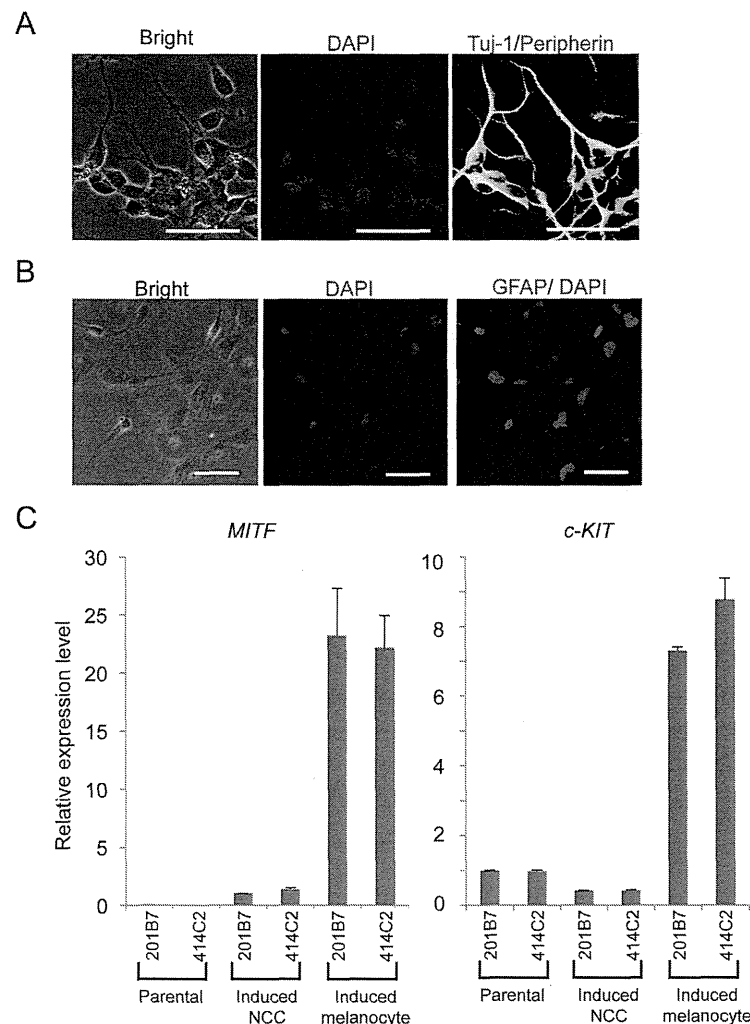 A
Bright DAPI Tuj-1/Peripherin
B
Bright DAPI GFAP/ DAPI
C
MITF c-KIT
Relative expression level
30
25
20
15
10
5
0
10
8
6
4
2
0
201B7 414C2 201B7 414C2 201B7 414C2
201B7 414C2 201B7 414C2 201B7 414C2
Parental Induced NCC Induced melanocyte
Parental Induced NCC Induced melanocyte